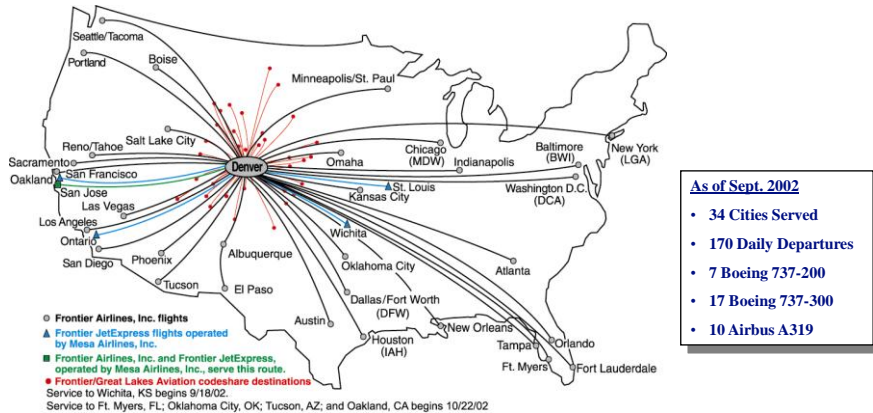 Seattle/Tacoma
Portland
Boise
Minneapolis/St. Paul
Salt Lake City
Reno/Tahoe
Sacramento
San Francisco
Oakland
San Jose
Las Vegas
Los Angeles
Ontario
San Diego
Phoenix
Tucson
Denver
Omaha
Chicago
(MDW)
Indianapolis
Baltimore
(BWI)
New York
(LGA)
Washington D.C.
(DCA)
St. Louis
Kansas City
Wichita
Albuquerque
El Paso
Oklahoma City
Dallas/Fort Worth
(DFW)
Austin
Houston
(IAH)
New Orleans
Atlanta
Tampa
Orlando
Ft. Myers
Fort Lauderdale
Frontier Airlines, Inc. flights
Frontier JetExpress flights operated
by Mesa Airlines, Inc.
Frontier Airlines, Inc. and Frontier JetExpress,
operated by Mesa Airlines, Inc., serve this route.
Frontier/Great Lakes Aviation codeshare destinations
Service to Wichita, KS begins 9/18/02.
Service to Ft. Myers, FL; Oklahoma City, OK; Tucson, AZ; and Oakland, CA begins 10/22/02
As of Sept. 2002
• 34 Cities Served
• 170 Daily Departures
• 7 Boeing 737-200
• 17 Boeing 737-300
• 10 Airbus A319